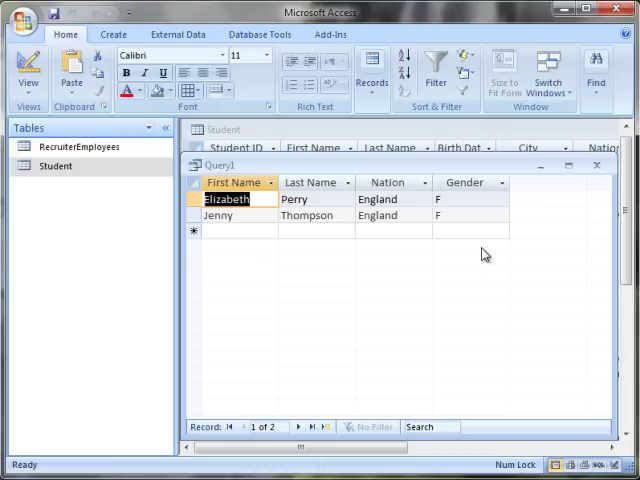 Microsoft Access
Home Create External Data Database Tools Add-Ins
View
Paste
Calibri 11
B I U
A
Records
Filter
Size to
Fit Form
Switch
Windows
Find
Views Clipboard Font Rich Text Sort & Filter Window
Tables
RecruiterEmployees
Student
Student
Student ID First Name Last Name Birth Dat City Nation
Query1
First Name Last Name Nation Gender
Elizabeth Perry England F
Jenny Thompson England F
Record: 1 of 2 No Filter Search
Ready Num Lock SQL